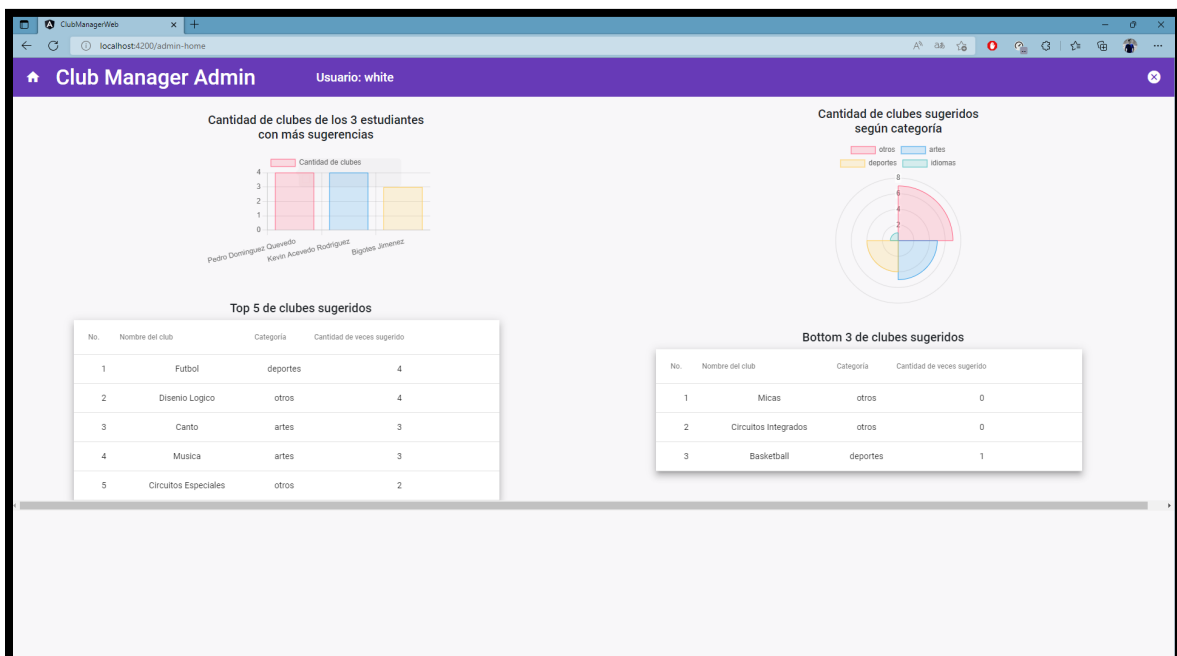 ClubManagerWeb
localhost:4200/admin-home
Club Manager Admin
Usuario: white
Cantidad de clubes de los 3 estudiantes
con más sugerencias
Cantidad de clubes
4
3
2
1
0
Pedro Dominguez Quevedo
Kevin Acevedo Rodriguez
Bigotes Jimenez
Cantidad de clubes sugeridos
según categoría
otros artes
deportes idiomas
8
6
4
2
Top 5 de clubes sugeridos
No. Nombre del club Categoría Cantidad de veces sugerido
1 Futbol deportes 4
2 Disenio Logico otros 4
3 Canto artes 3
4 Musica artes 3
5 Circuitos Especiales otros 2
Bottom 3 de clubes sugeridos
No. Nombre del club Categoría Cantidad de veces sugerido
1 Micas otros 0
2 Circuitos Integrados otros 0
3 Basketball deportes 1